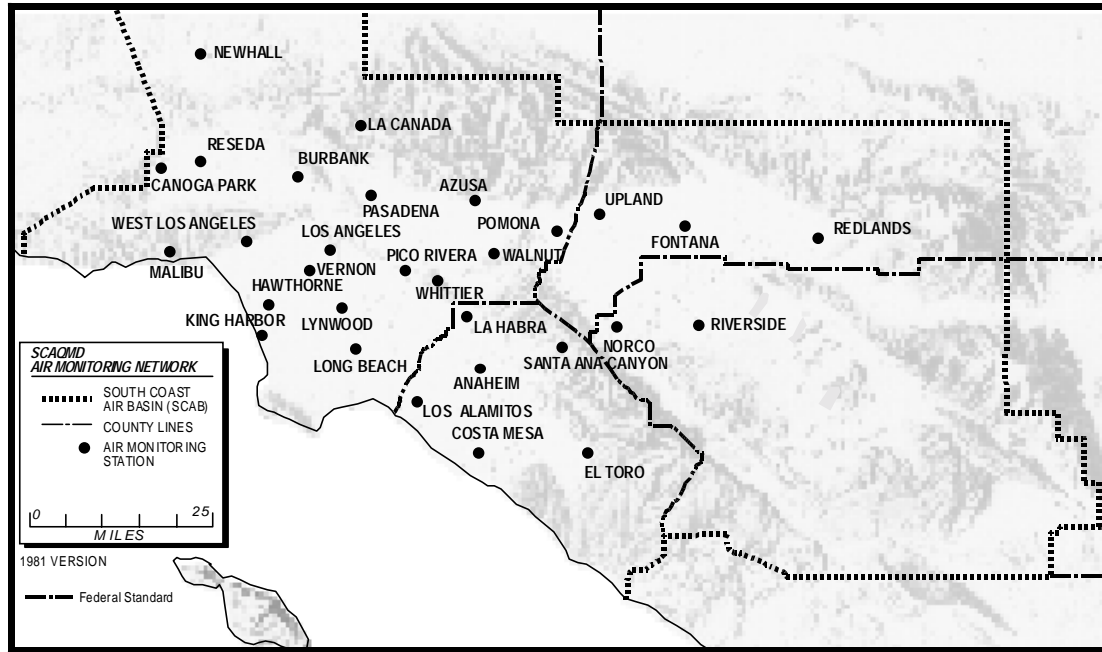 NEWHALL
LA CANADA
RESEDA
BURBANK
CANOGA PARK
AZUSA
UPLAND
PASADENA
WEST LOS ANGELES
POMONA
REDLANDS
LOS ANGELES
FONTANA
PICO RIVERA
WALNUT
MALIBU
VERNON
HAWTHORNE
WHITTIER
KING HARBOR
LYNWOOD
LA HABRA
RIVERSIDE
NORCO
LONG BEACH
SANTA ANA CANYON
ANAHEIM
LOS ALAMITOS
COSTA MESA
EL TORO
SCAQMD
AIR MONITORING NETWORK
SOUTH COAST
AIR BASIN (SCAB)
COUNTY LINES
AIR MONITORING
STATION
0 25
MILES
1981 VERSION
Federal Standard